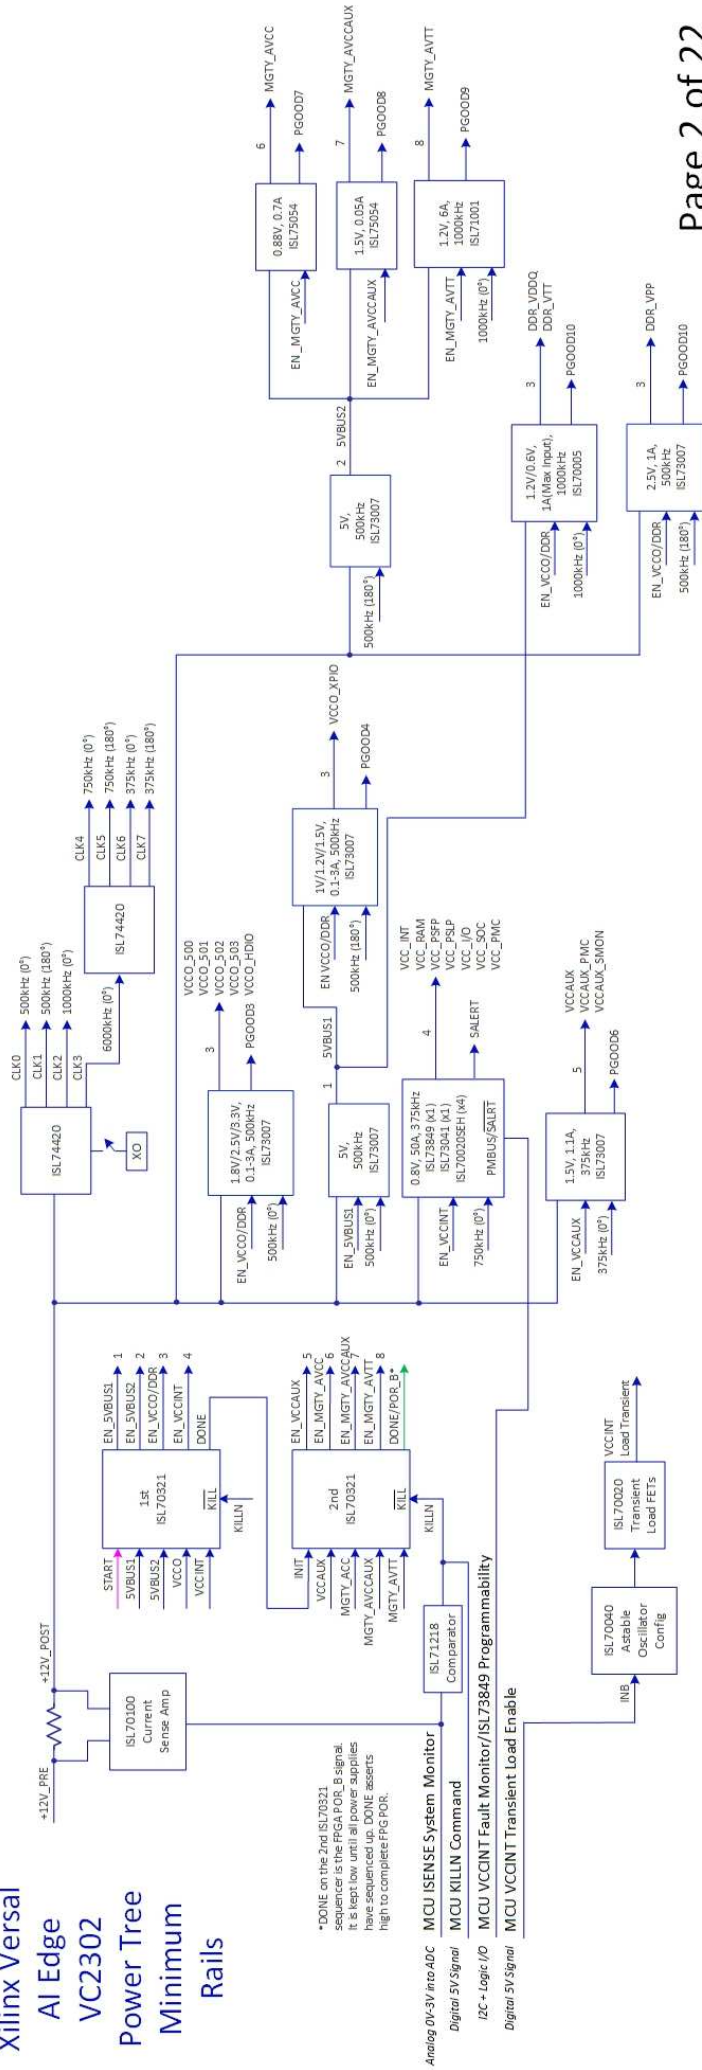 Xilinx Versal
AI Edge
VC2302
Power Tree
Minimum
Rails
+12V_PRE
+12V_POST
ISL70100
Current
Sense Amp
*DONE on the 2nd ISL70321
sequencer is the FPGA POR_B signal.
It is kept low until all power supplies
have sequenced up. DONE asserts
high to complete FPG POR.
Analog 0V-3V into ADC MCU ISENSE System Monitor
Digital 5V Signal MCU KILLN Command
I2C + Logic I/O MCU VCCINT Fault Monitor/ISL73849 Programmability
Digital 5V Signal MCU VCCINT Transient Load Enable
START
5VBUS1
5VBUS2
VCCO
VCCINT
1st
ISL70321
KILL
KILLN
EN_5VBUS1 1
EN_5VBUS2 2
EN_VCCO/DDR 3
EN_VCCINT 4
DONE
INIT
VCCAUX
MGTY_ACC
MGTY_AVCCAUX
MGTY_AVTT
2nd
ISL70321
KILL
KILLN
EN_VCCAUX 5
EN_MGTY_AVCC 6
EN_MGTY_AVCCAUX 7
EN_MGTY_AVTT 8
DONE/POR_B*
ISL71218
Comparator
INB
ISL70040
Astable
Oscillator
Config
ISL70020
Transient
Load FETs
VCCINT
Load Transient
ISL74420
XO
CLK0 500kHz (0°)
CLK1 500kHz (180°)
CLK2 1000kHz (0°)
CLK3
6000kHz (0°)
ISL74420
CLK4 750kHz (0°)
CLK5 750kHz (180°)
CLK6 375kHz (0°)
CLK7 375kHz (180°)
EN_VCCO/DDR
500kHz (0°)
1.8V/2.5V/3.3V,
0.1-3A, 500kHz
ISL73007
3
VCCO_500
VCCO_501
VCCO_502
VCCO_503
VCCO_HDIO
PGOOD3
EN_5VBUS1
500kHz (0°)
5V,
500kHz
ISL73007
1 5VBUS1
EN VCCO/DDR
500kHz (180°)
1V/1.2V/1.5V,
0.1-3A, 500kHz
ISL73007
3 VCCO_XPIO
PGOOD4
EN_VCCINT
750kHz (0°)
0.8V, 50A, 375kHz
ISL73849 (x1)
ISL73041 (x1)
ISL70020SEH (x4)
PMBUS/SALRT
4
VCC_INT
VCC_RAM
VCC_PSFP
VCC_PSLP
VCC_I/O
VCC_SOC
VCC_PMC
SALERT
EN_VCCAUX
375kHz (0°)
1.5V, 1.1A,
375kHz
ISL73007
5
VCCAUX
VCCAUX_PMC
VCCAUX_SMON
PGOOD6
500kHz (180°)
5V,
500kHz
ISL73007
2 5VBUS2
EN_MGTY_AVCC
0.88V, 0.7A
ISL75054
6 MGTY_AVCC
PGOOD7
EN_MGTY_AVCCAUX
1.5V, 0.05A
ISL75054
7 MGTY_AVCCAUX
PGOOD8
EN_MGTY_AVTT
1000kHz (0°)
1.2V, 6A,
1000kHz
ISL71001
8 MGTY_AVTT
PGOOD9
EN_VCCO/DDR
1000kHz (0°)
1.2V/0.6V,
1A(Max Input),
1000kHz
ISL70005
3
DDR_VDDQ
DDR_VTT
PGOOD10
EN_VCCO/DDR
500kHz (180°)
2.5V, 1A,
500kHz
ISL73007
3 DDR_VPP
PGOOD10
Page 2 of 22